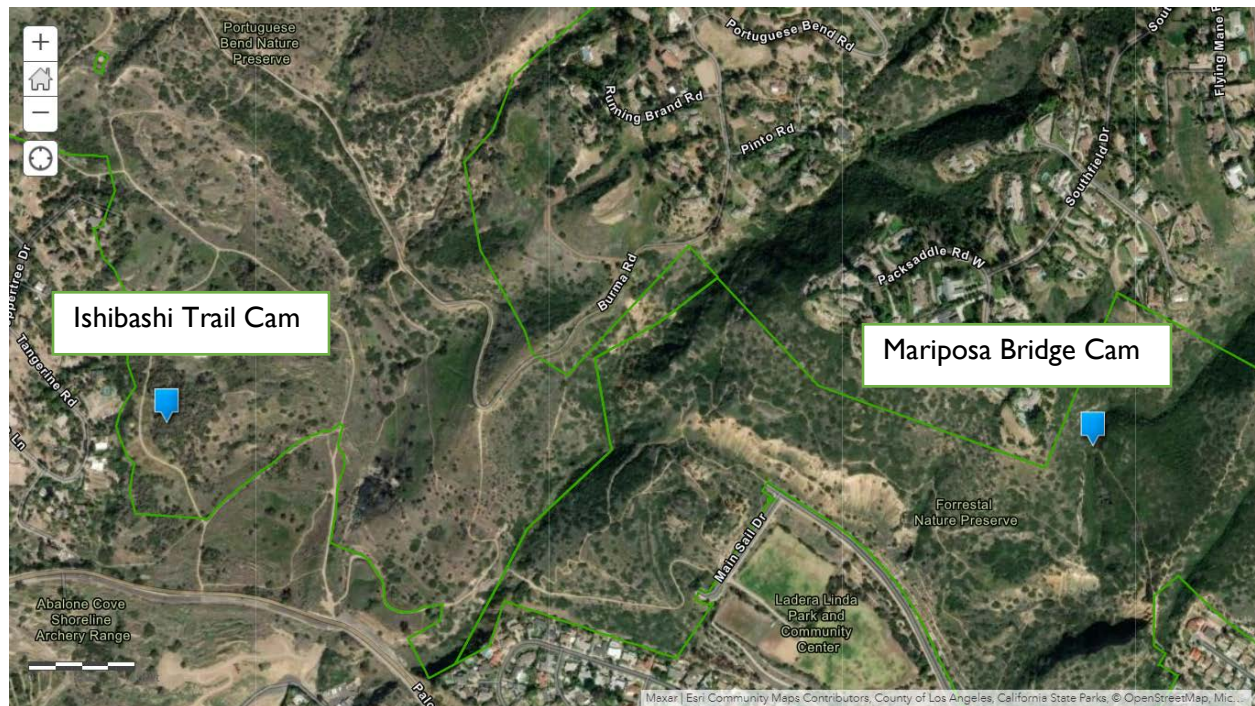 Portuguese
Bend Nature
Preserve
Portuguese Bend Rd
Running Brand Rd
Pinto Rd
Southfield Dr
Flying Mane
Packsaddle Rd W
Burma Rd
Ishibashi Trail Cam
Mariposa Bridge Cam
Tangerine Rd
Forrestal
Nature Preserve
Main Sail Dr
Ladera Linda
Park and
Community
Center
Abalone Cove
Shoreline
Archery Range
Maxar | Esri Community Maps Contributors, County of Los Angeles, California State Parks, © OpenStreetMap, Mic...